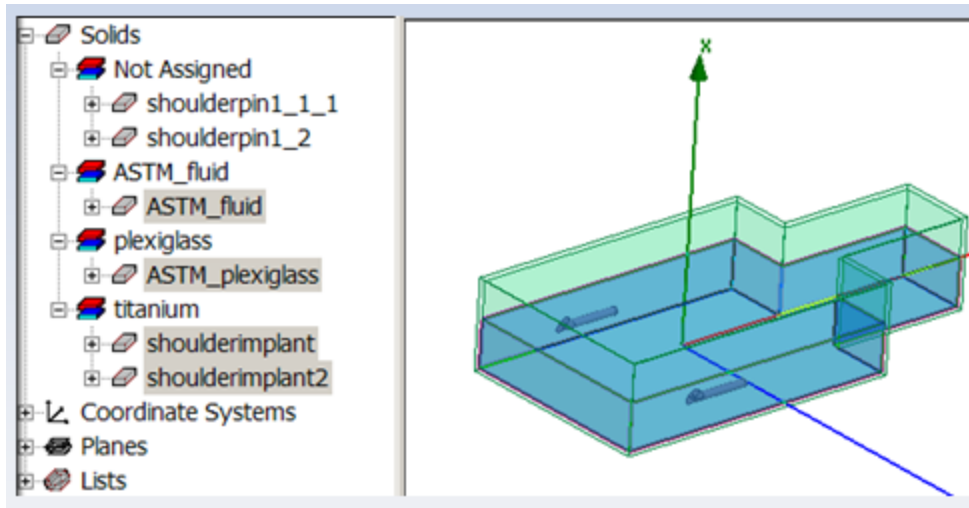 Solids
Not Assigned
shoulderpin1_1_1
shoulderpin1_2
ASTM_fluid
ASTM_fluid
plexiglass
ASTM_plexiglass
titanium
shoulderimplant
shoulderimplant2
Coordinate Systems
Planes
Lists
x